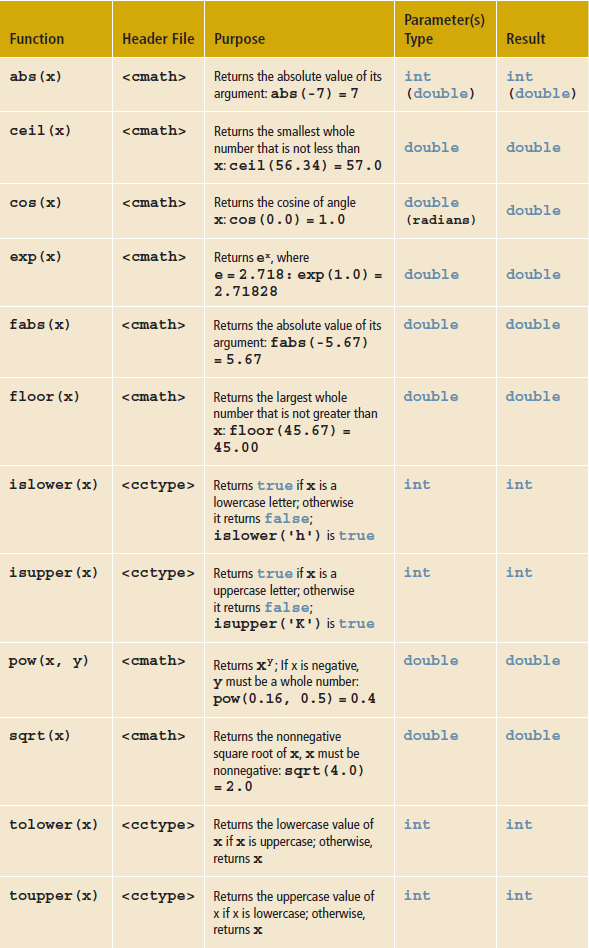 Function Header File Purpose Parameter(s) Type Result
abs(x) <cmath> Returns the absolute value of its int int
argument: abs(-7) = 7 (double) (double)
ceil(x) <cmath> Returns the smallest whole
number that is not less than double double
x: ceil(56.34) = 57.0
cos(x) <cmath> Returns the cosine of angle double double
x: cos(0.0) = 1.0 (radians)
exp(x) <cmath> Returns eˣ, where
e = 2.718: exp(1.0) = double double
2.71828
fabs(x) <cmath> Returns the absolute value of its double double
argument: fabs(-5.67)
= 5.67
floor(x) <cmath> Returns the largest whole double double
number that is not greater than
x: floor(45.67) =
45.00
islower(x) <cctype> Returns true if x is a int int
lowercase letter; otherwise
it returns false;
islower('h') is true
isupper(x) <cctype> Returns true if x is a int int
uppercase letter; otherwise
it returns false;
isupper('K') is true
pow(x, y) <cmath> Returns xʸ; If x is negative, double double
y must be a whole number:
pow(0.16, 0.5) = 0.4
sqrt(x) <cmath> Returns the nonnegative double double
square root of x, x must be
nonnegative: sqrt(4.0)
= 2.0
tolower(x) <cctype> Returns the lowercase value of int int
x if x is uppercase; otherwise,
returns x
toupper(x) <cctype> Returns the uppercase value of int int
x if x is lowercase; otherwise,
returns x